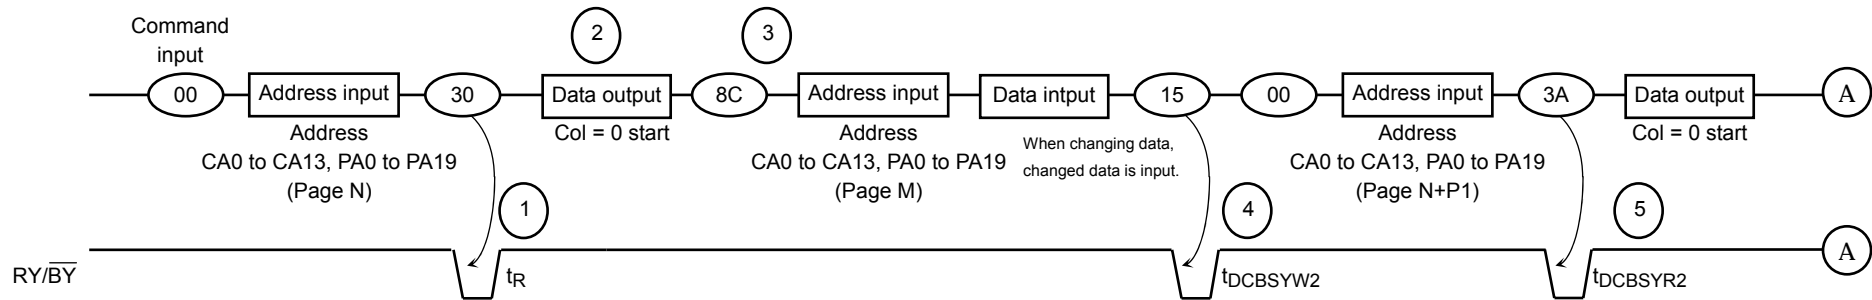 Command
input
2
3
00
Address input
30
Data output
8C
Address input
Data intput
15
00
Address input
3A
Data output
A
Address
CA0 to CA13, PA0 to PA19
(Page N)
Col = 0 start
Address
CA0 to CA13, PA0 to PA19
(Page M)
When changing data,
changed data is input.
Address
CA0 to CA13, PA0 to PA19
(Page N+P1)
Col = 0 start
1
4
5
RY/BY
tR
tDCBSYW2
tDCBSYR2
A